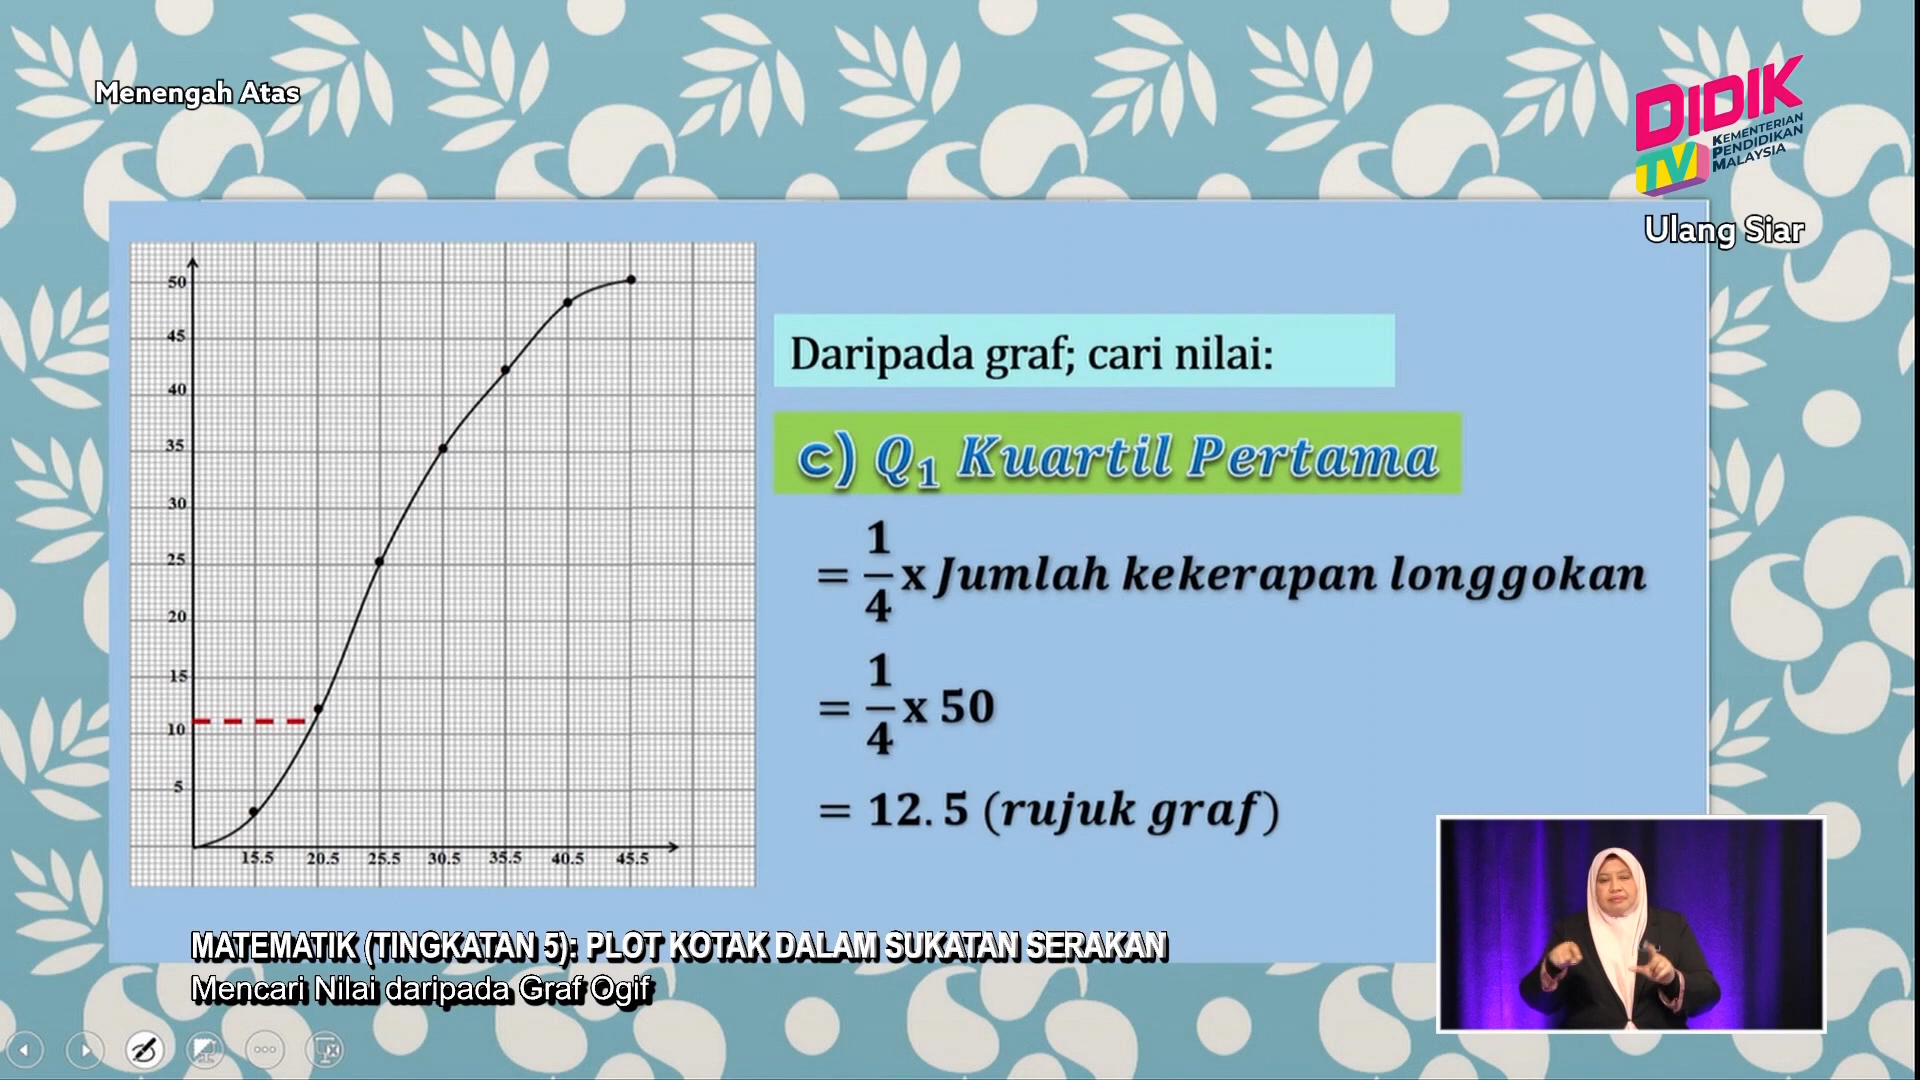 Menengah Atas
DIDIK
TV
KEMENTERIAN
PENDIDIKAN
MALAYSIA
Ulang Siar
50
45
40
35
30
25
20
15
10
5
15.5 20.5 25.5 30.5 35.5 40.5 45.5
Daripada graf; cari nilai:
c) Q₁ Kuartil Pertama
= 1/4 x Jumlah kekerapan longgokan
= 1/4 x 50
= 12.5 (rujuk graf)
MATEMATIK (TINGKATAN 5): PLOT KOTAK DALAM SUKATAN SERAKAN
Mencari Nilai daripada Graf Ogif